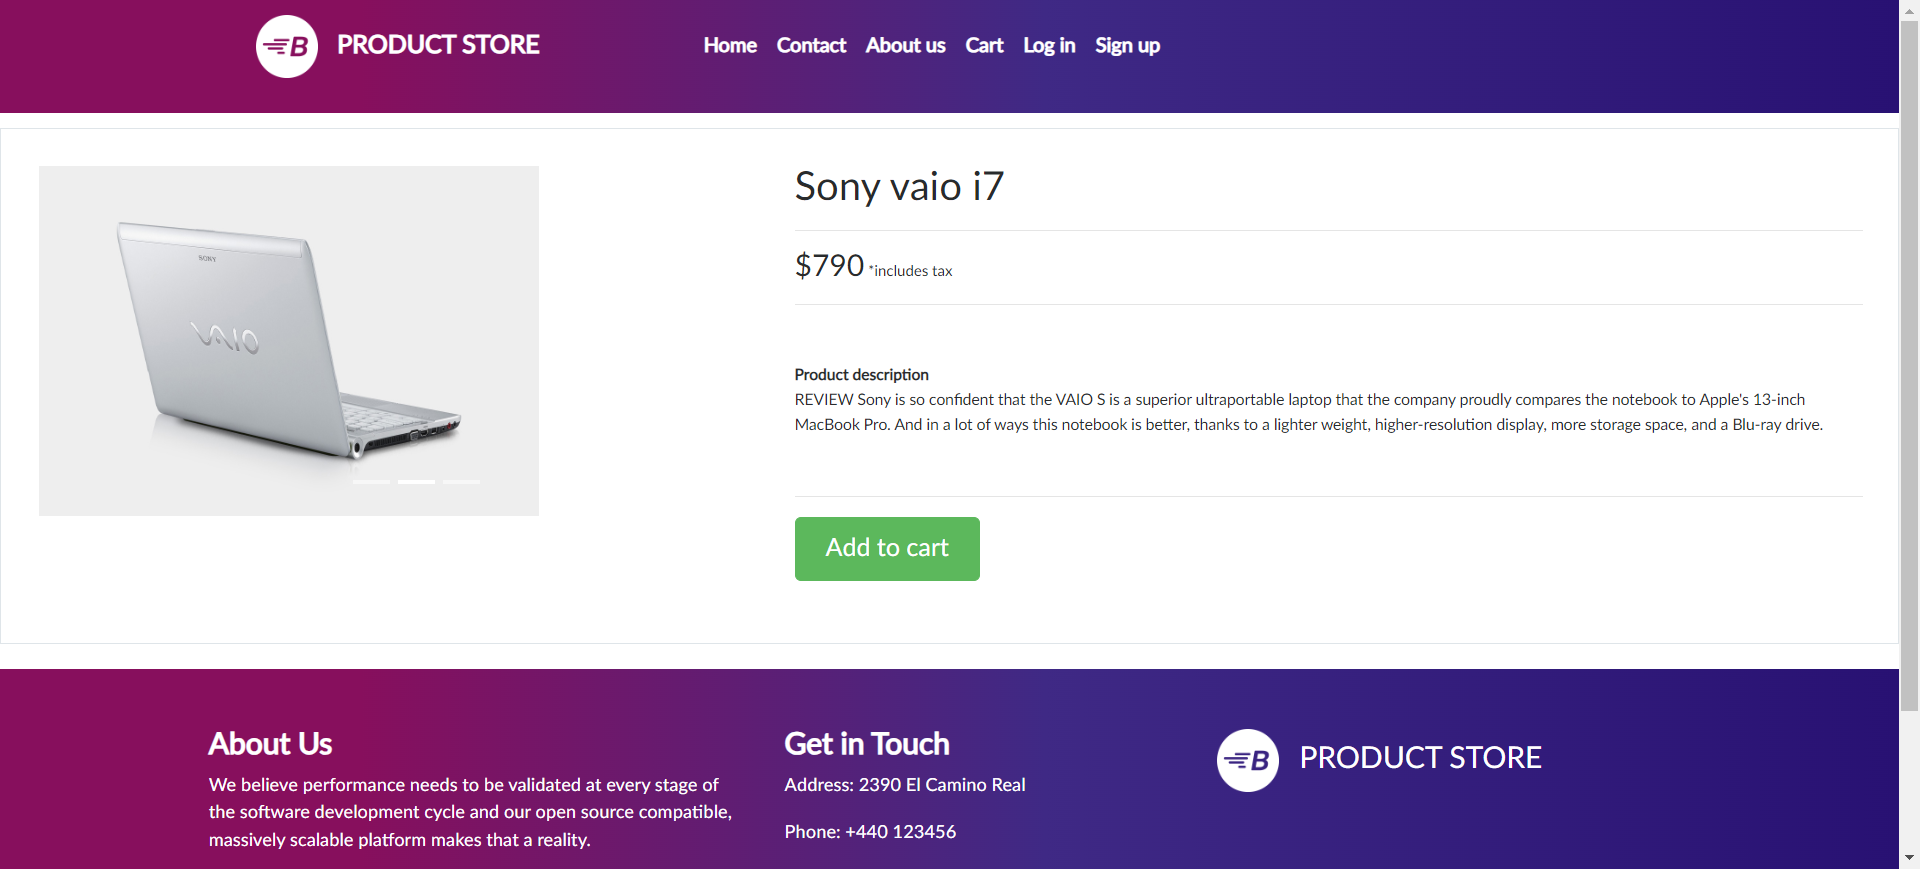 B PRODUCT STORE
Home Contact About us Cart Log in Sign up
SONY
VAIO
Sony vaio i7
$790 *includes tax
Product description
REVIEW Sony is so confident that the VAIO S is a superior ultraportable laptop that the company proudly compares the notebook to Apple's 13-inch
MacBook Pro. And in a lot of ways this notebook is better, thanks to a lighter weight, higher-resolution display, more storage space, and a Blu-ray drive.
Add to cart
About Us
We believe performance needs to be validated at every stage of
the software development cycle and our open source compatible,
massively scalable platform makes that a reality.
Get in Touch
Address: 2390 El Camino Real
Phone: +440 123456
B PRODUCT STORE